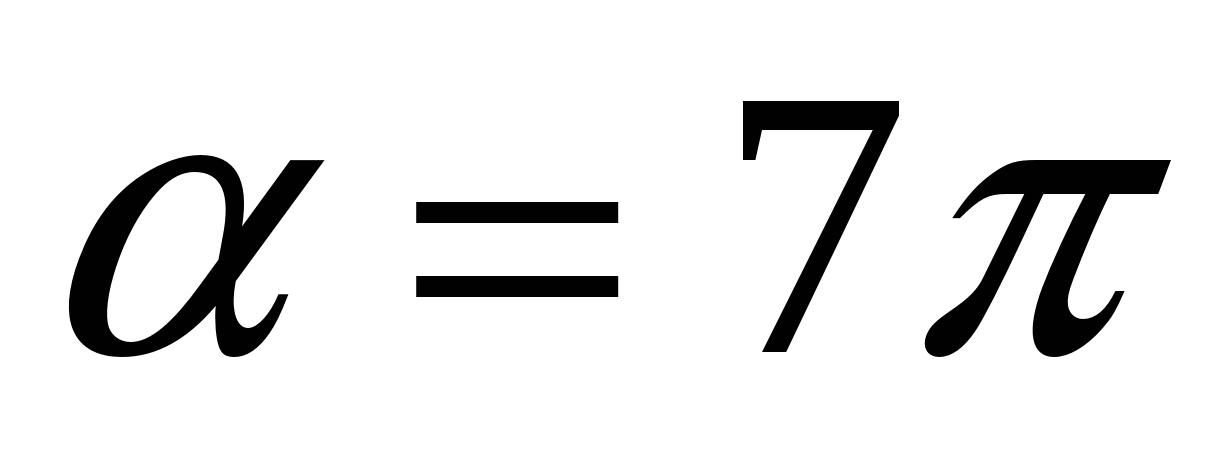 α = 7π